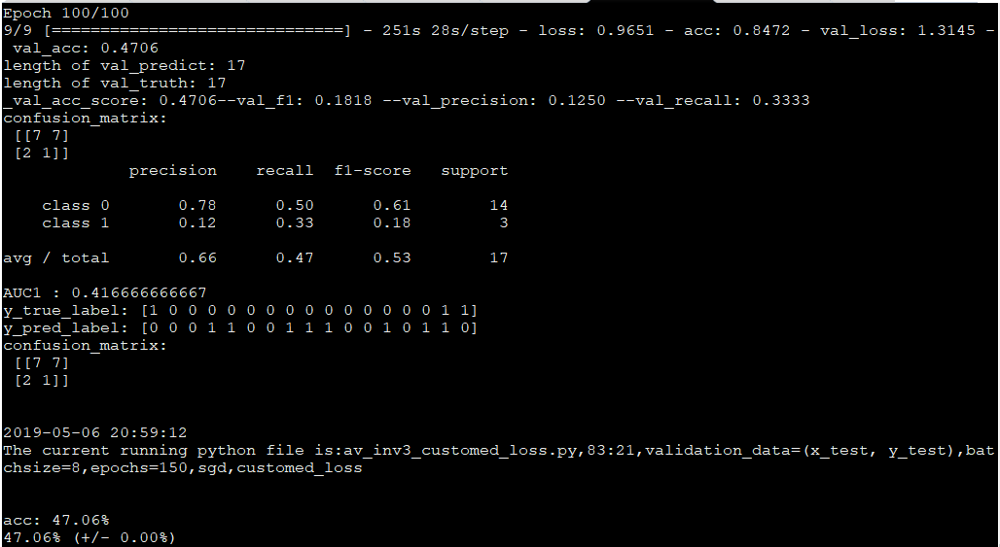 Epoch 100/100
9/9 [==============================] - 251s 28s/step - loss: 0.9651 - acc: 0.8472 - val_loss: 1.3145 -
val_acc: 0.4706
length of val_predict: 17
length of val_truth: 17
_val_acc_score: 0.4706--val_f1: 0.1818 --val_precision: 0.1250 --val_recall: 0.3333
confusion_matrix:
[[7 7]
[2 1]]
precision recall f1-score support
class 0 0.78 0.50 0.61 14
class 1 0.12 0.33 0.18 3
avg / total 0.66 0.47 0.53 17
AUC1 : 0.416666666667
y_true_label: [1 0 0 0 0 0 0 0 0 0 0 0 0 0 0 1 1]
y_pred_label: [0 0 0 1 1 0 0 1 1 1 0 0 1 0 1 1 0]
confusion_matrix:
[[7 7]
[2 1]]
2019-05-06 20:59:12
The current running python file is:av_inv3_customed_loss.py,83:21,validation_data=(x_test, y_test),bat
chsize=8,epochs=150,sgd,customed_loss
acc: 47.06%
47.06% (+/- 0.00%)